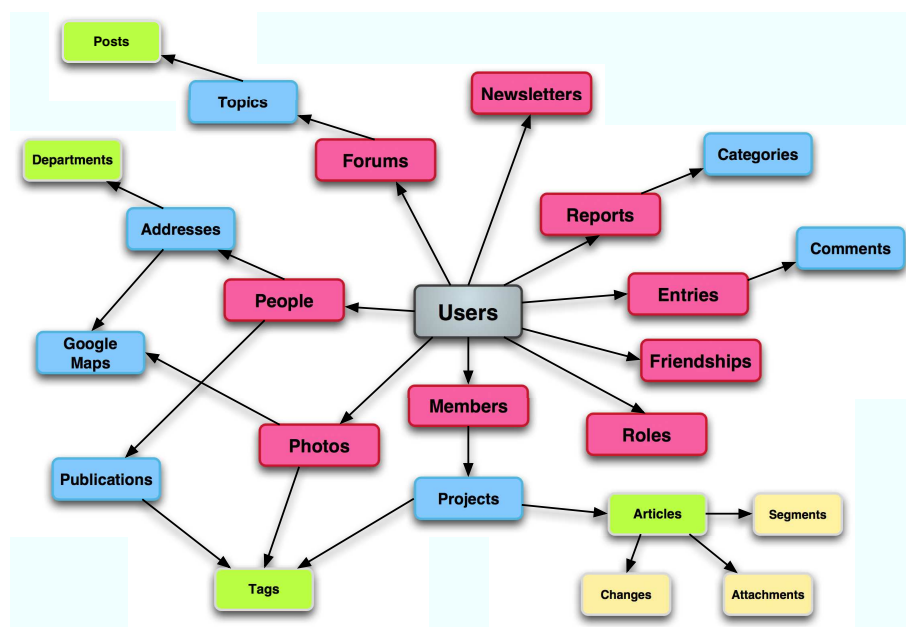 Posts
Newsletters
Topics
Categories
Departments
Forums
Reports
Addresses
Comments
People
Entries
Users
Google
Maps
Friendships
Members
Roles
Photos
Publications
Projects
Articles
Segments
Tags
Changes
Attachments